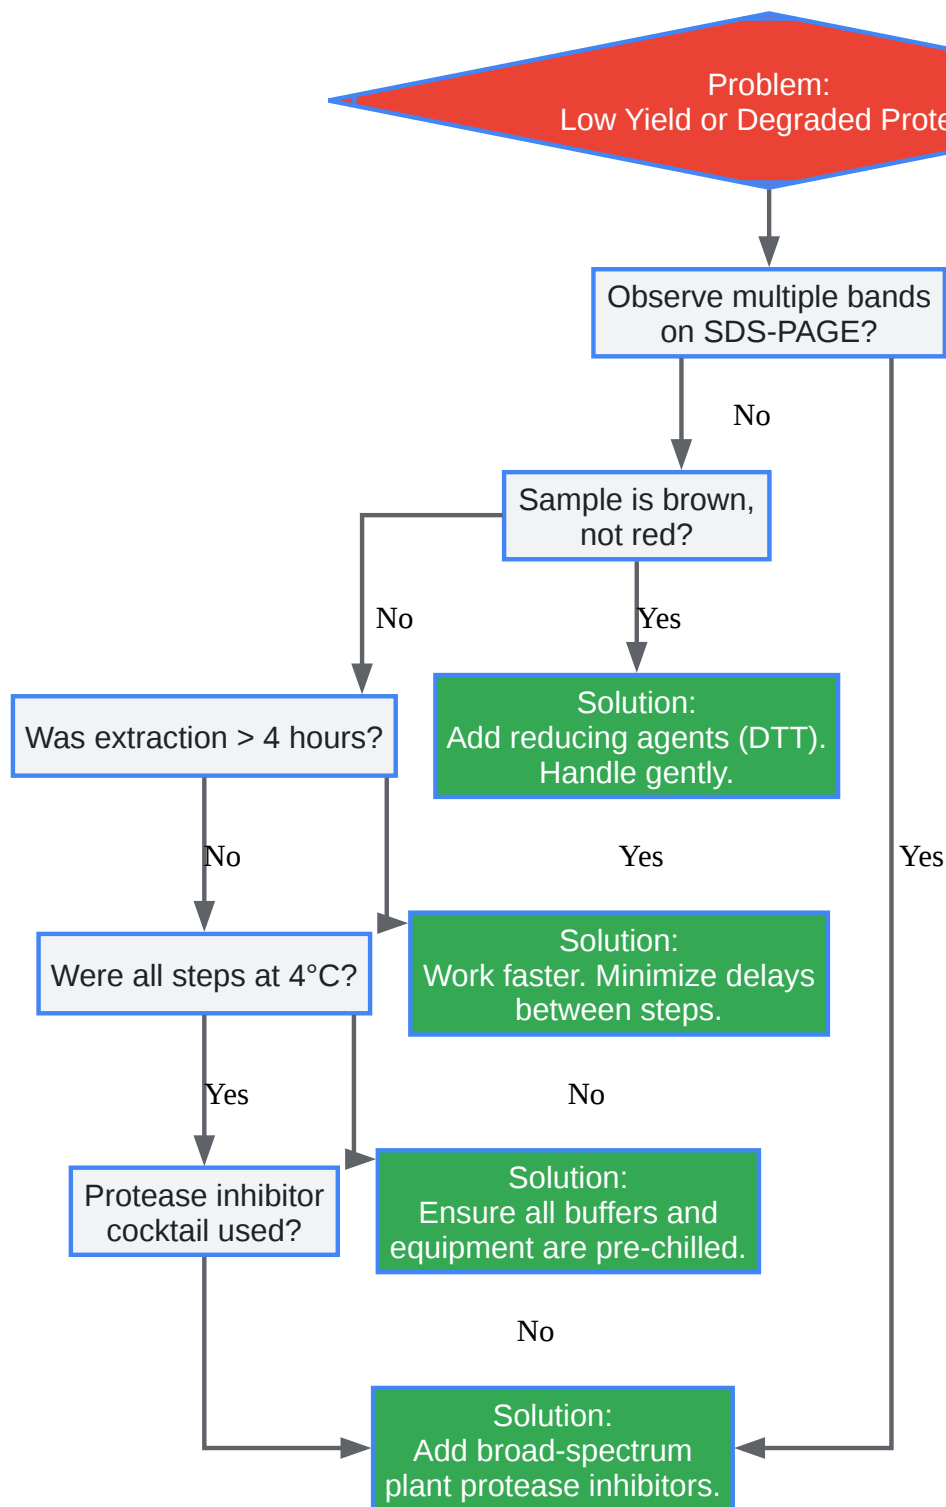 Problem:
Low Yield or Degraded Prote
Observe multiple bands
on SDS-PAGE?
No
Sample is brown,
not red?
No
Yes
Was extraction > 4 hours?
Solution:
Add reducing agents (DTT).
Handle gently.
No
Yes
Yes
Were all steps at 4°C?
Solution:
Work faster. Minimize delays
between steps.
Yes
No
Protease inhibitor
cocktail used?
Solution:
Ensure all buffers and
equipment are pre-chilled.
No
Solution:
Add broad-spectrum
plant protease inhibitors.